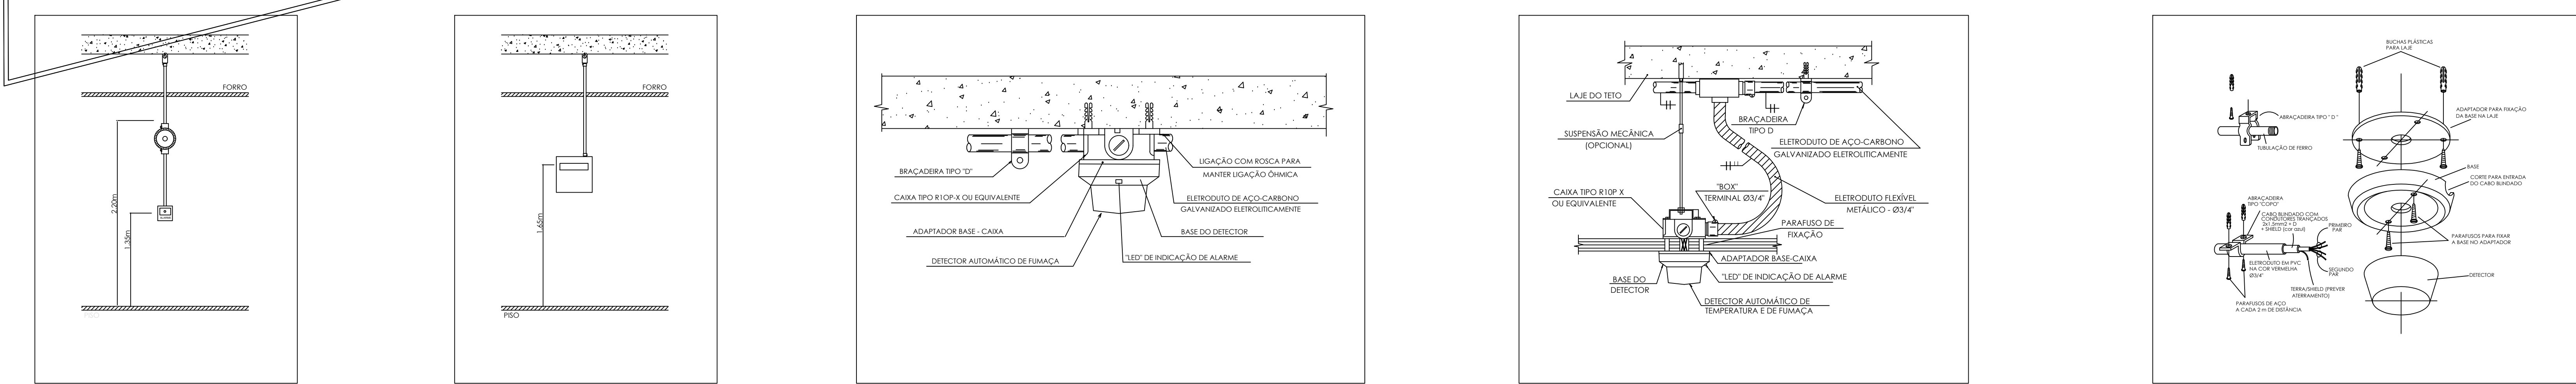 FORRO
2.20m
1.35m
FORRO
1.65m
PISO
BRAÇADEIRA TIPO "D"
CAIXA TIPO R1OP-X OU EQUIVALENTE
ADAPTADOR BASE - CAIXA
DETECTOR AUTOMÁTICO DE FUMAÇA
LIGAÇÃO COM ROSCA PARA
MANTER LIGAÇÃO ÔHMICA
ELETRODUTO DE AÇO-CARBONO
GALVANIZADO ELETROLITICAMENTE
BASE DO DETECTOR
"LED" DE INDICAÇÃO DE ALARME
LAJE DO TETO
SUSPENSÃO MECÂNICA
(OPCIONAL)
BRAÇADEIRA
TIPO D
ELETRODUTO DE AÇO-CARBONO
GALVANIZADO ELETROLITICAMENTE
CAIXA TIPO R10P X
OU EQUIVALENTE
"BOX"
TERMINAL Ø3/4"
ELETRODUTO FLEXÍVEL
METÁLICO - Ø3/4"
PARAFUSO DE
FIXAÇÃO
ADAPTADOR BASE-CAIXA
"LED" DE INDICAÇÃO DE ALARME
BASE DO
DETECTOR
DETECTOR AUTOMÁTICO DE
TEMPERATURA E DE FUMAÇA
BUCHAS PLÁSTICAS
PARA LAJE
ABRAÇADEIRA TIPO " D "
TUBULAÇÃO DE FERRO
ADAPTADOR PARA FIXAÇÃO
DA BASE NA LAJE
BASE
CORTE PARA ENTRADA
DO CABO BLINDADO
ABRAÇADEIRA
TIPO "COPO"
CABO BLINDADO COM
CONDUTORES TRANÇADOS
2x1.5mm2 + D
+ SHIELD (cor azul)
PRIMEIRO
PAR
SEGUNDO
PAR
ELETRODUTO EM PVC
NA COR VERMELHA
Ø3/4"
TERRA/SHIELD (PREVER
ATERRAMENTO)
PARAFUSOS DE AÇO
A CADA 2 m DE DISTÂNCIA
PARAFUSOS PARA FIXAR
A BASE NO ADAPTADOR
DETECTOR